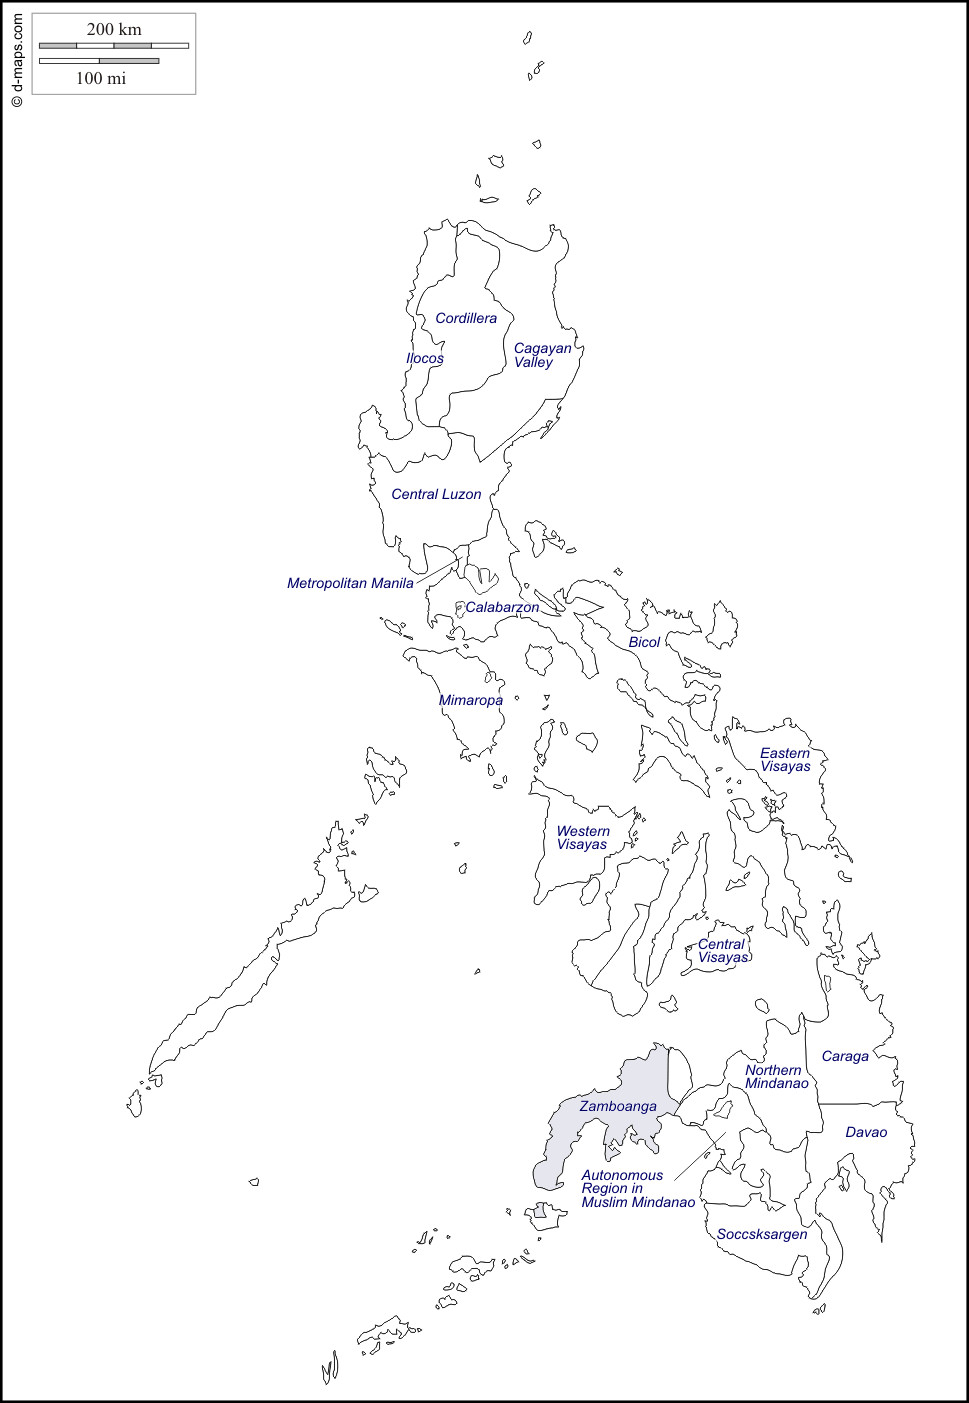 © d-maps.com
200 km
100 mi
Cordillera
Ilocos
Cagayan
Valley
Central Luzon
Metropolitan Manila
Calabarzon
Bicol
Mimaropa
Eastern
Visayas
Western
Visayas
Central
Visayas
Caraga
Northern
Mindanao
Zamboanga
Davao
Autonomous
Region in
Muslim Mindanao
Soccsksargen